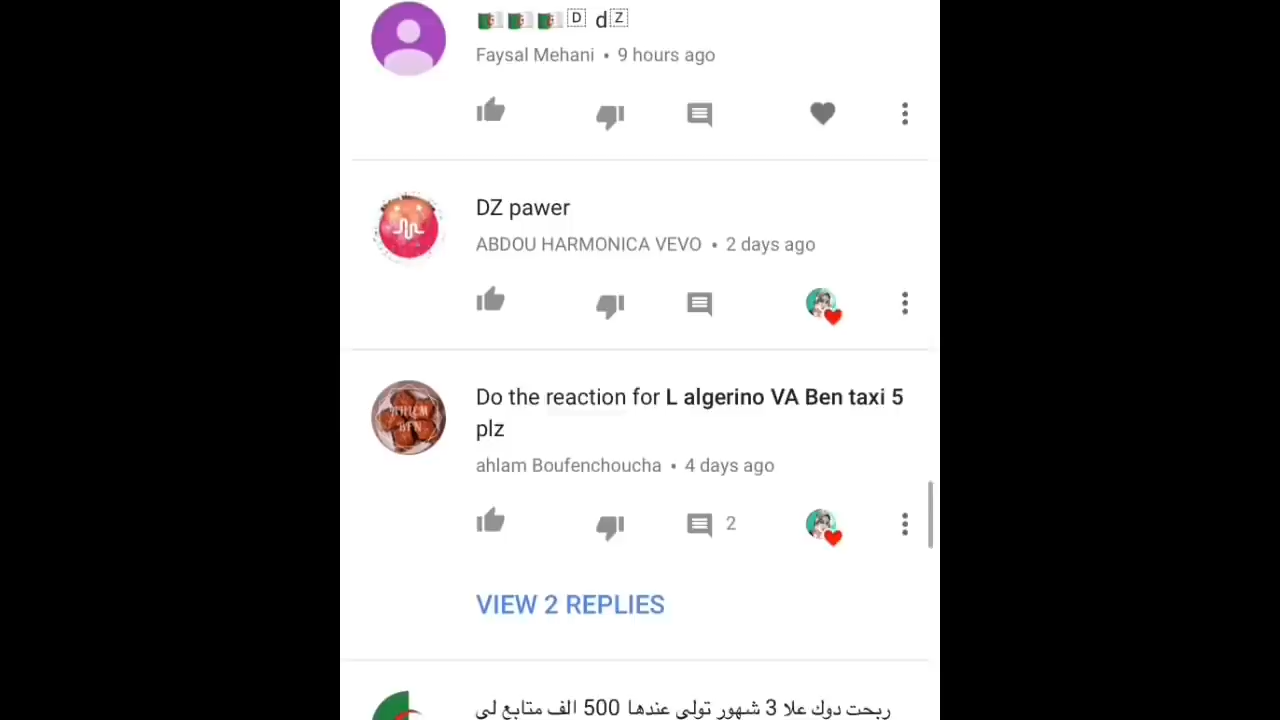 🇩🇿🇩🇿🇩🇿🇩 d🇿
Faysal Mehani • 9 hours ago
DZ pawer
ABDOU HARMONICA VEVO • 2 days ago
Do the reaction for L algerino VA Ben taxi 5
plz
ahlam Boufenchoucha • 4 days ago
2
VIEW 2 REPLIES
ربحت دوك علا 3 شهور تولي عندها 500 الف متابع لي